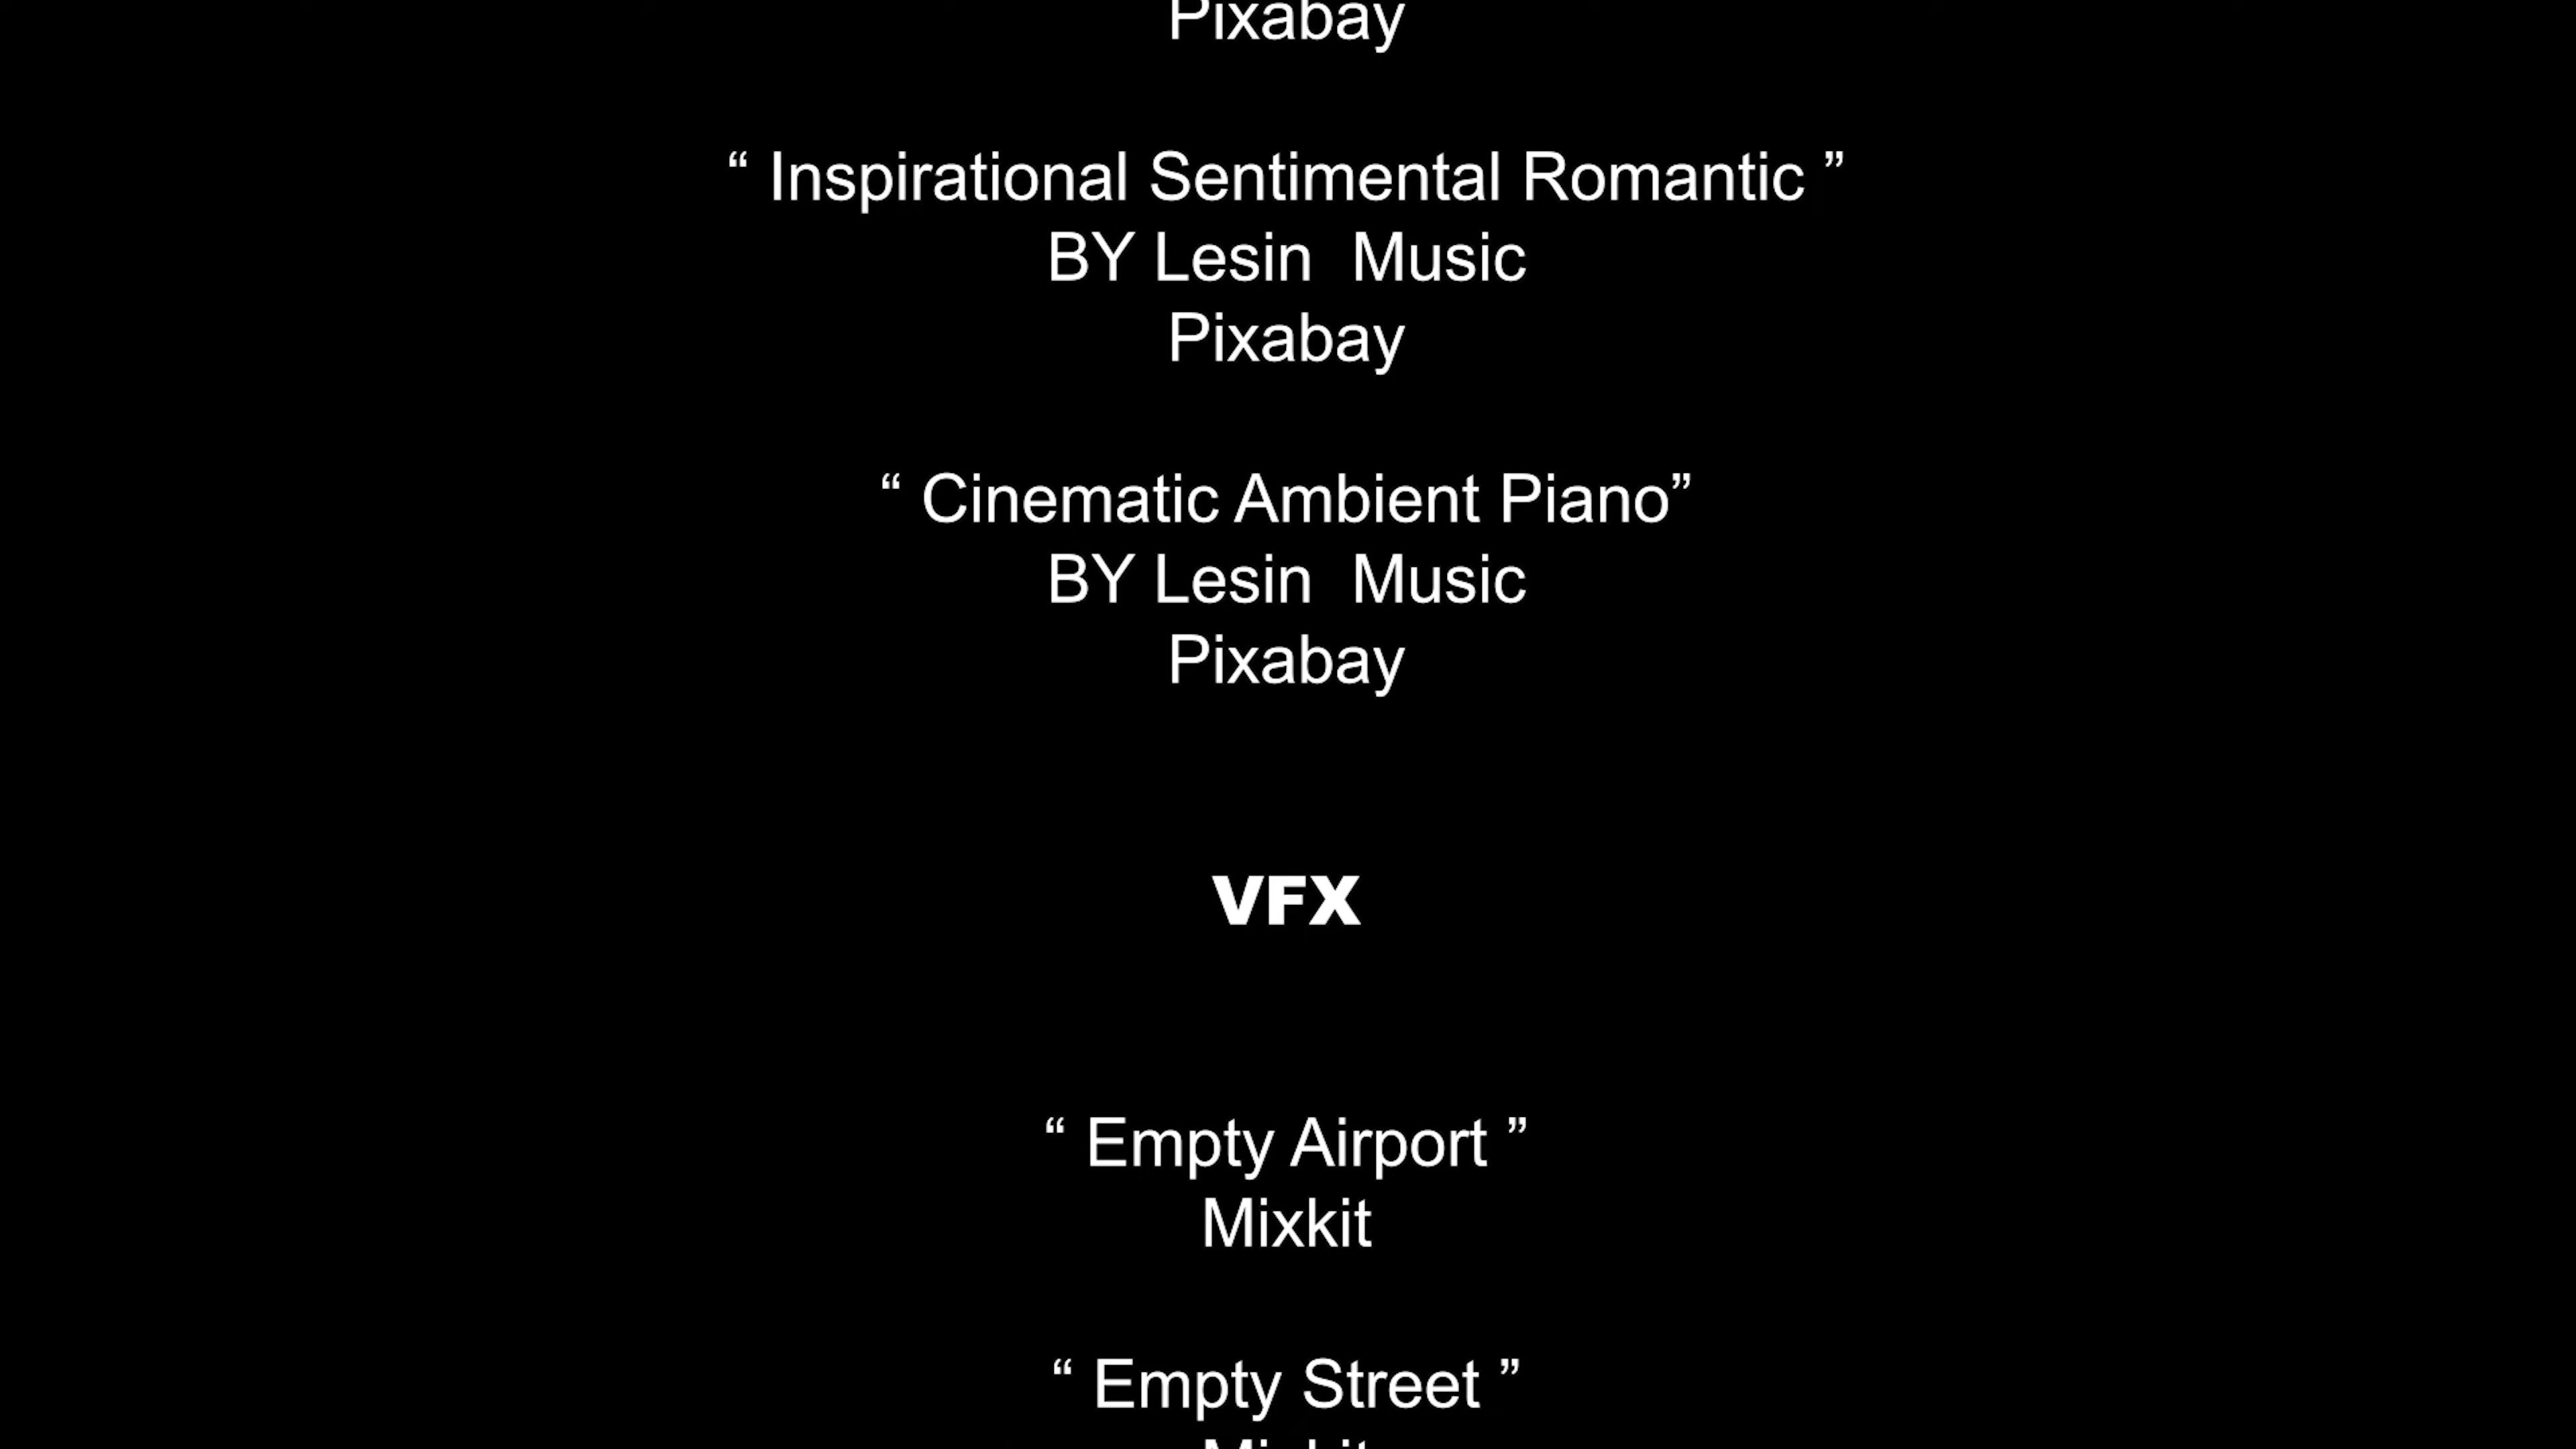 Pixabay
“ Inspirational Sentimental Romantic ”
BY Lesin  Music
Pixabay
“ Cinematic Ambient Piano”
BY Lesin  Music
Pixabay
VFX
“ Empty Airport ”
Mixkit
“ Empty Street ”
Mixkit